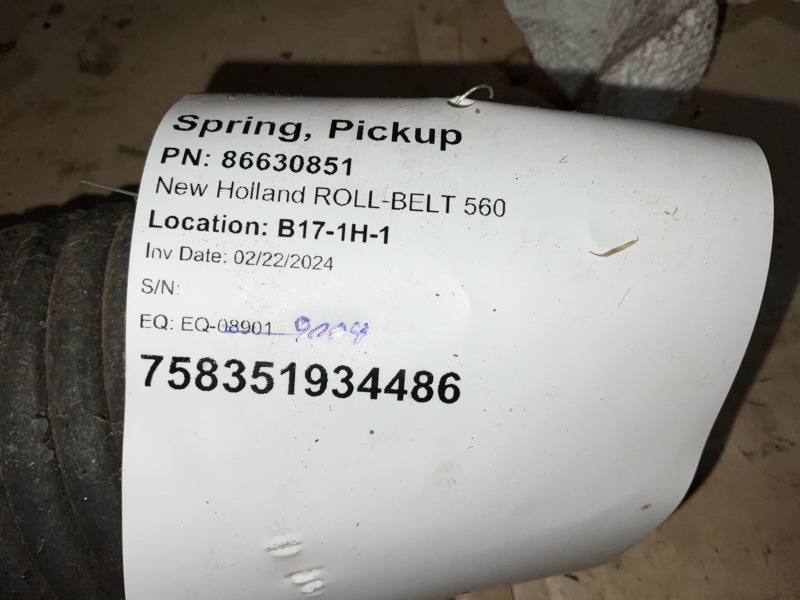 Spring, Pickup
PN: 86630851
New Holland ROLL-BELT 560
Location: B17-1H-1
Inv Date: 02/22/2024
S/N:
EQ: EQ-08901 9004
758351934486